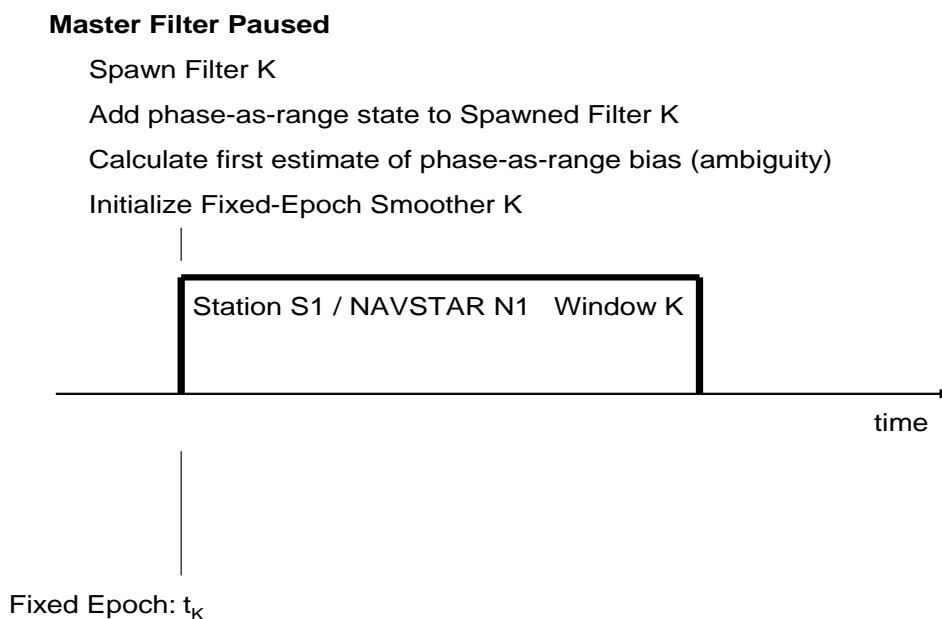 Master Filter Paused
Spawn Filter K
Add phase-as-range state to Spawned Filter K
Calculate first estimate of phase-as-range bias (ambiguity)
Initialize Fixed-Epoch Smoother K
Station S1 / NAVSTAR N1 Window K
time
Fixed Epoch: tK